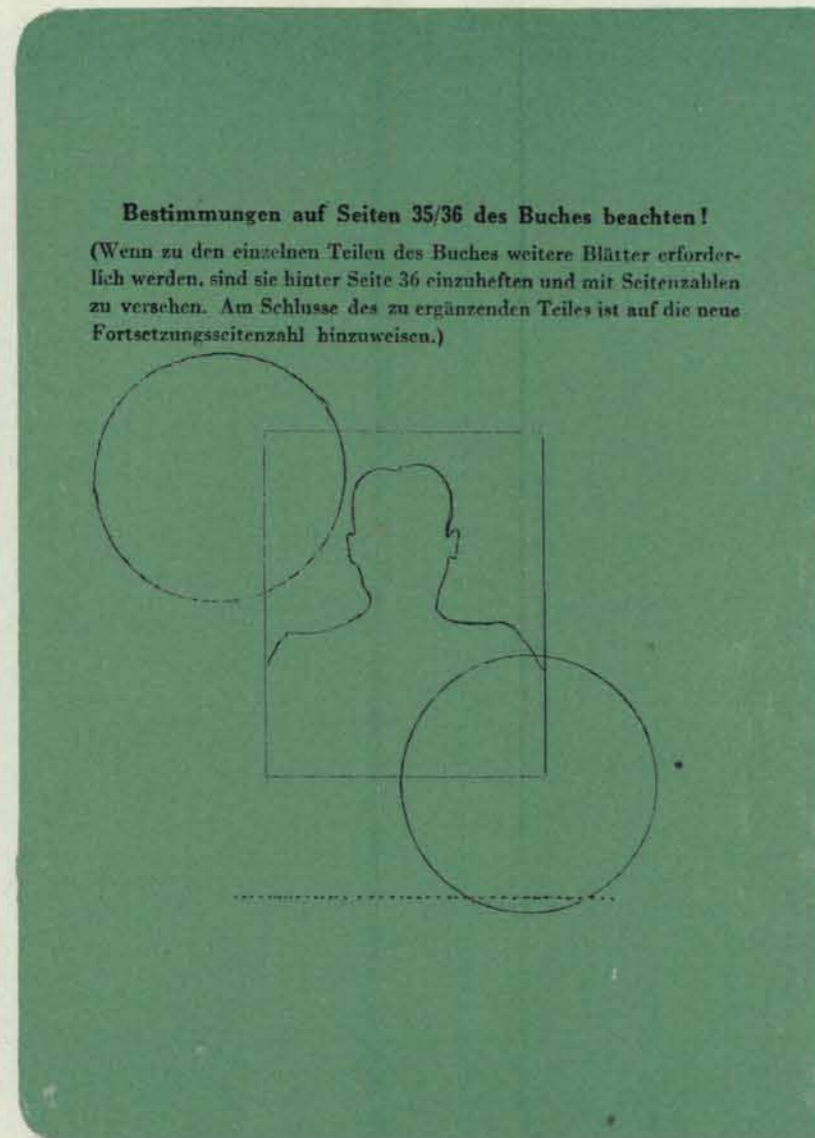 Bestimmungen auf Seiten 35/36 des Buches beachten!
(Wenn zu den einzelnen Teilen des Buches weitere Blätter erforder-
lich werden, sind sie hinter Seite 36 einzuheften und mit Seitenzahlen
zu versehen. Am Schlusse des zu ergänzenden Teiles ist auf die neue
Fortsetzungsseitenzahl hinzuweisen.)